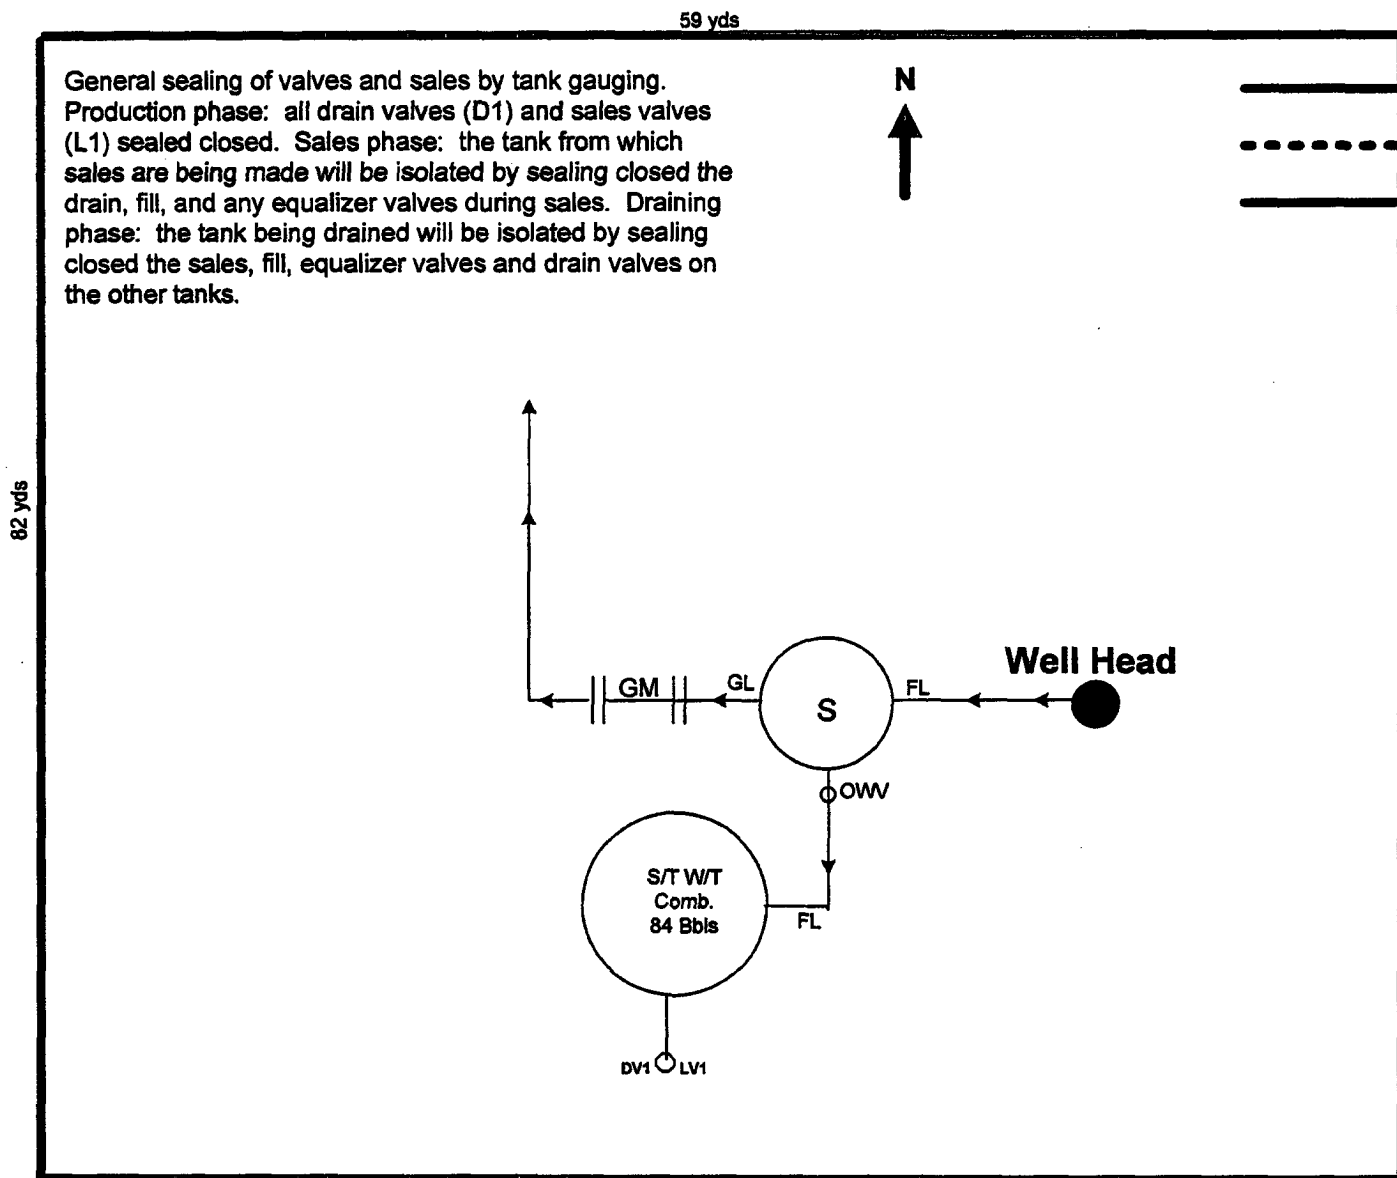 59 yds
General sealing of valves and sales by tank gauging.
Production phase: all drain valves (D1) and sales valves
(L1) sealed closed. Sales phase: the tank from which
sales are being made will be isolated by sealing closed the
drain, fill, and any equalizer valves during sales. Draining
phase: the tank being drained will be isolated by sealing
closed the sales, fill, equalizer valves and drain valves on
the other tanks.
N
82 yds
Well Head
GM
GL
FL
S
OWV
S/T W/T
Comb.
84 Bbls
FL
DV1
LV1